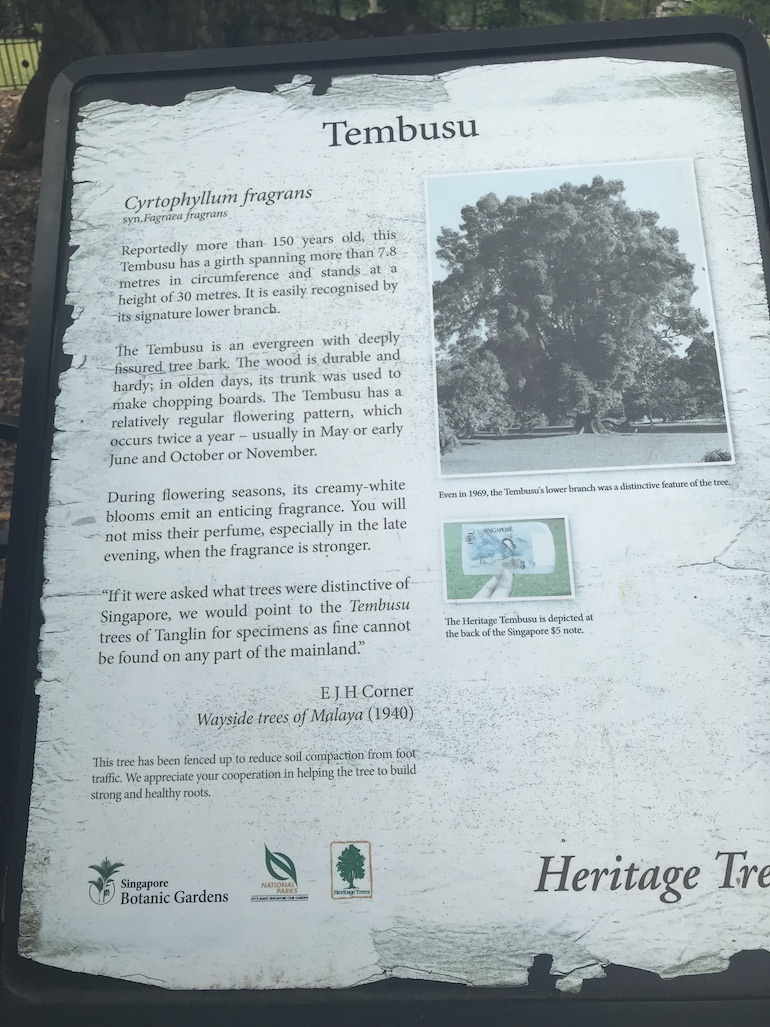 Tembusu
Cyrtophyllum fragrans
syn.Fagraea fragrans
Reportedly more than 150 years old, this
Tembusu has a girth spanning more than 7.8
metres in circumference and stands at a
height of 30 metres. It is easily recognised by
its signature lower branch.
The Tembusu is an evergreen with deeply
fissured tree bark. The wood is durable and
hardy; in olden days, its trunk was used to
make chopping boards. The Tembusu has a
relatively regular flowering pattern, which
occurs twice a year – usually in May or early
June and October or November.
During flowering seasons, its creamy-white
blooms emit an enticing fragrance. You will
not miss their perfume, especially in the late
evening, when the fragrance is stronger.
“If it were asked what trees were distinctive of
Singapore, we would point to the Tembusu
trees of Tanglin for specimens as fine cannot
be found on any part of the mainland.”
E J H Corner
Wayside trees of Malaya (1940)
This tree has been fenced up to reduce soil compaction from foot
traffic. We appreciate your cooperation in helping the tree to build
strong and healthy roots.
Even in 1969, the Tembusu's lower branch was a distinctive feature of the tree.
SINGAPORE
The Heritage Tembusu is depicted at
the back of the Singapore $5 note.
Singapore
Botanic Gardens
NATIONAL
PARKS
LET'S MAKE SINGAPORE OUR GARDEN
Heritage Trees
Heritage Tre